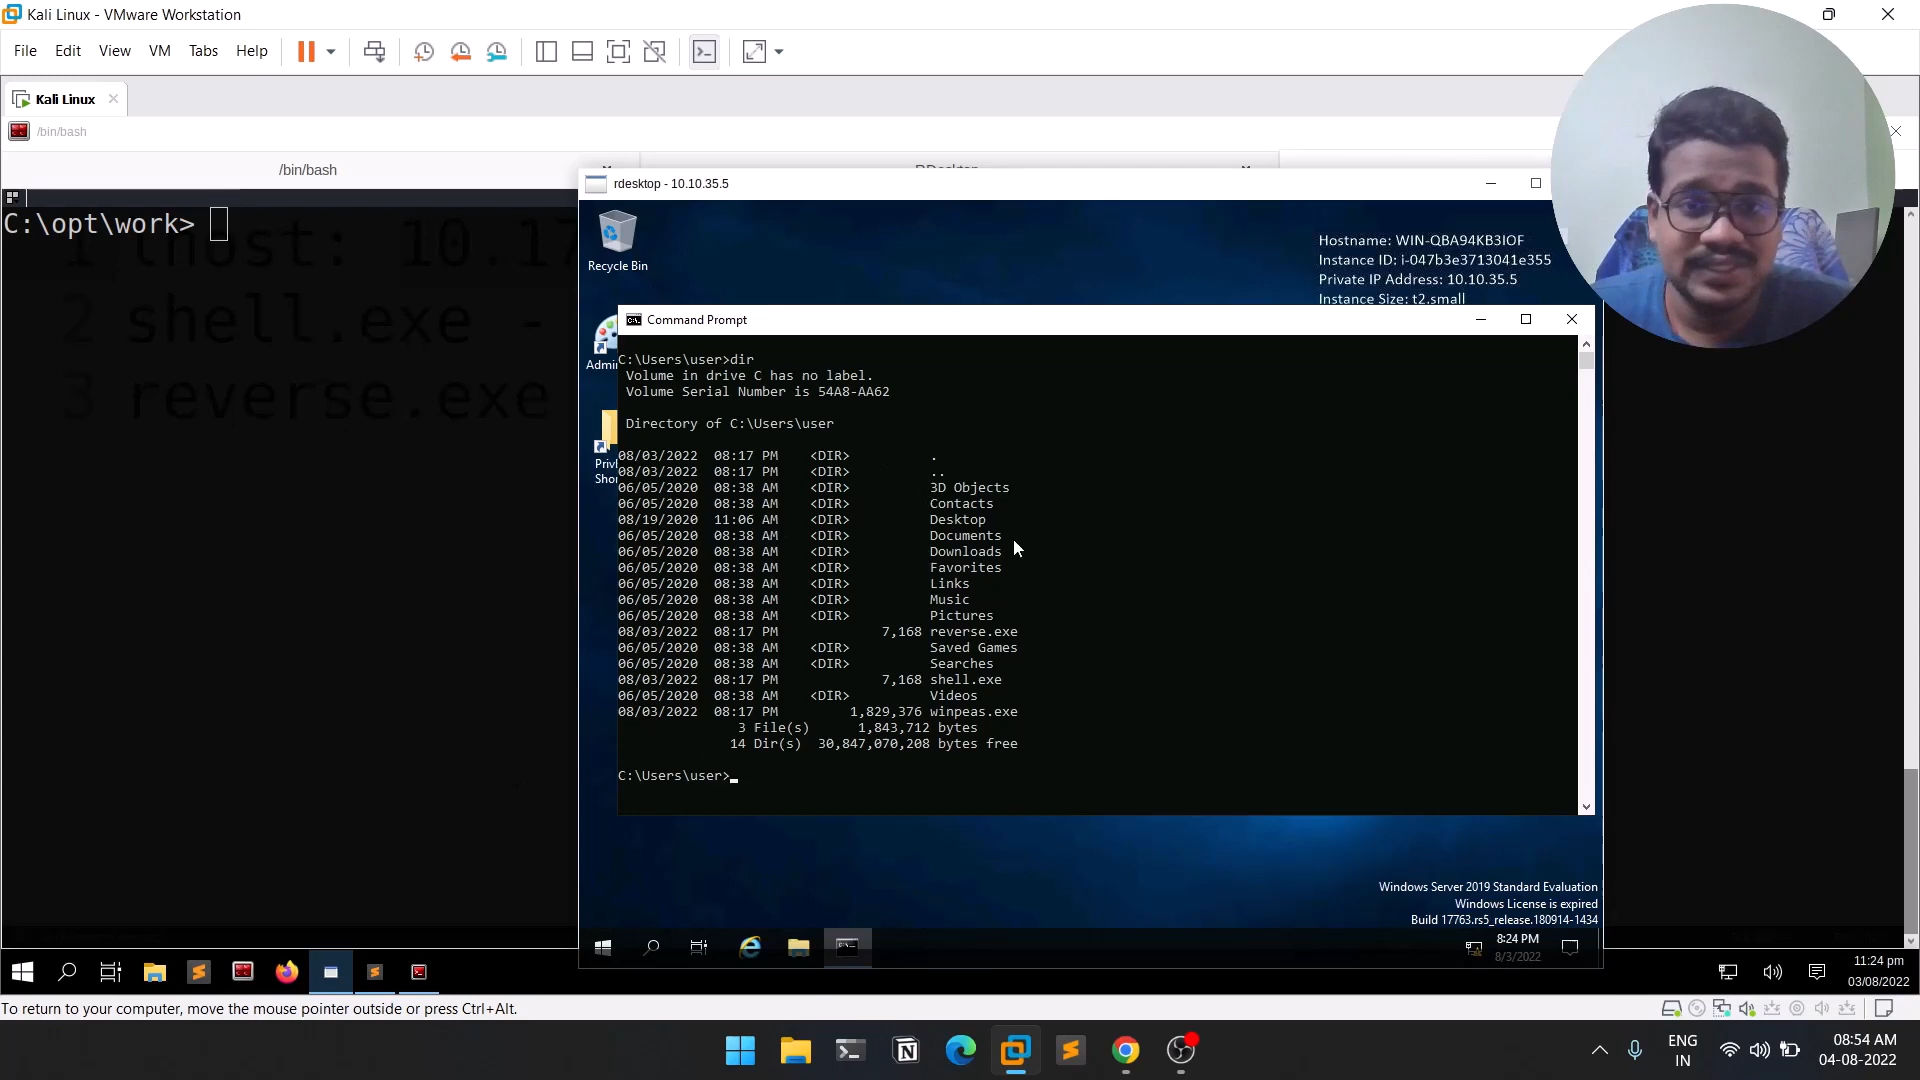 Kali Linux - VMware Workstation
File Edit View VM Tabs Help
Kali Linux
/bin/bash
/bin/bash
C:\opt\work>
1 lhost: 10.17
2 shell.exe -
3 reverse.exe
rdesktop - 10.10.35.5
Recycle Bin
Hostname: WIN-QBA94KB3IOF
Instance ID: i-047b3e3713041e355
Private IP Address: 10.10.35.5
Instance Size: t2.small
Command Prompt
C:\Users\user>dir
Volume in drive C has no label.
Volume Serial Number is 54A8-AA62
Directory of C:\Users\user
08/03/2022 08:17 PM <DIR> .
08/03/2022 08:17 PM <DIR> ..
06/05/2020 08:38 AM <DIR> 3D Objects
06/05/2020 08:38 AM <DIR> Contacts
08/19/2020 11:06 AM <DIR> Desktop
06/05/2020 08:38 AM <DIR> Documents
06/05/2020 08:38 AM <DIR> Downloads
06/05/2020 08:38 AM <DIR> Favorites
06/05/2020 08:38 AM <DIR> Links
06/05/2020 08:38 AM <DIR> Music
06/05/2020 08:38 AM <DIR> Pictures
08/03/2022 08:17 PM 7,168 reverse.exe
06/05/2020 08:38 AM <DIR> Saved Games
06/05/2020 08:38 AM <DIR> Searches
08/03/2022 08:17 PM 7,168 shell.exe
06/05/2020 08:38 AM <DIR> Videos
08/03/2022 08:17 PM 1,829,376 winpeas.exe
3 File(s) 1,843,712 bytes
14 Dir(s) 30,847,070,208 bytes free
C:\Users\user>
Admi
Privl
Shor
Windows Server 2019 Standard Evaluation
Windows License is expired
Build 17763.rs5_release.180914-1434
8:24 PM
8/3/2022
11:24 pm
03/08/2022
To return to your computer, move the mouse pointer outside or press Ctrl+Alt.
ENG
IN
08:54 AM
04-08-2022